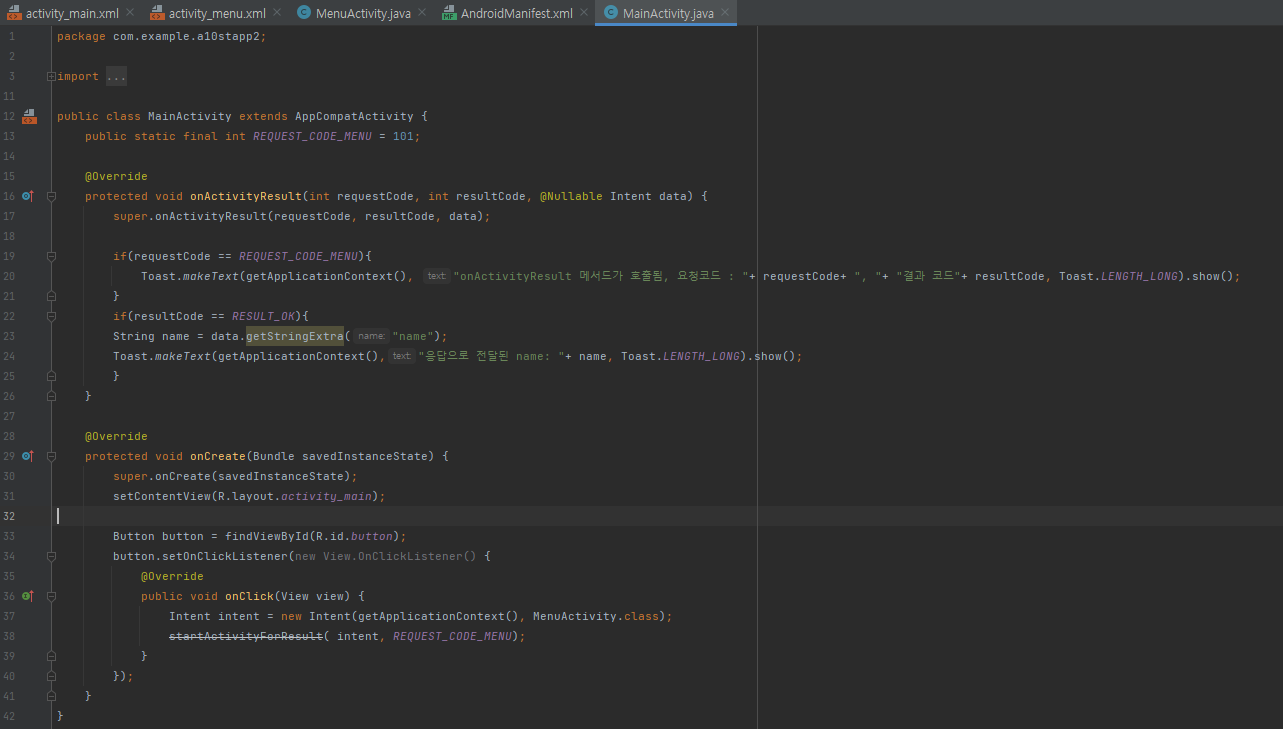 activity_main.xml activity_menu.xml MenuActivity.java AndroidManifest.xml MainActivity.java
1 package com.example.a10stapp2;
2
3 import ...
11
12 public class MainActivity extends AppCompatActivity {
13 public static final int REQUEST_CODE_MENU = 101;
14
15 @Override
16 protected void onActivityResult(int requestCode, int resultCode, @Nullable Intent data) {
17 super.onActivityResult(requestCode, resultCode, data);
18
19 if(requestCode == REQUEST_CODE_MENU){
20 Toast.makeText(getApplicationContext(), text: "onActivityResult 메서드가 호출됨, 요청코드 : "+ requestCode+ ", "+ "결과 코드"+ resultCode, Toast.LENGTH_LONG).show();
21 }
22 if(resultCode == RESULT_OK){
23 String name = data.getStringExtra( name: "name");
24 Toast.makeText(getApplicationContext(), text: "응답으로 전달된 name: "+ name, Toast.LENGTH_LONG).show();
25 }
26 }
27
28 @Override
29 protected void onCreate(Bundle savedInstanceState) {
30 super.onCreate(savedInstanceState);
31 setContentView(R.layout.activity_main);
32
33 Button button = findViewById(R.id.button);
34 button.setOnClickListener(new View.OnClickListener() {
35 @Override
36 public void onClick(View view) {
37 Intent intent = new Intent(getApplicationContext(), MenuActivity.class);
38 startActivityForResult( intent, REQUEST_CODE_MENU);
39 }
40 });
41 }
42 }